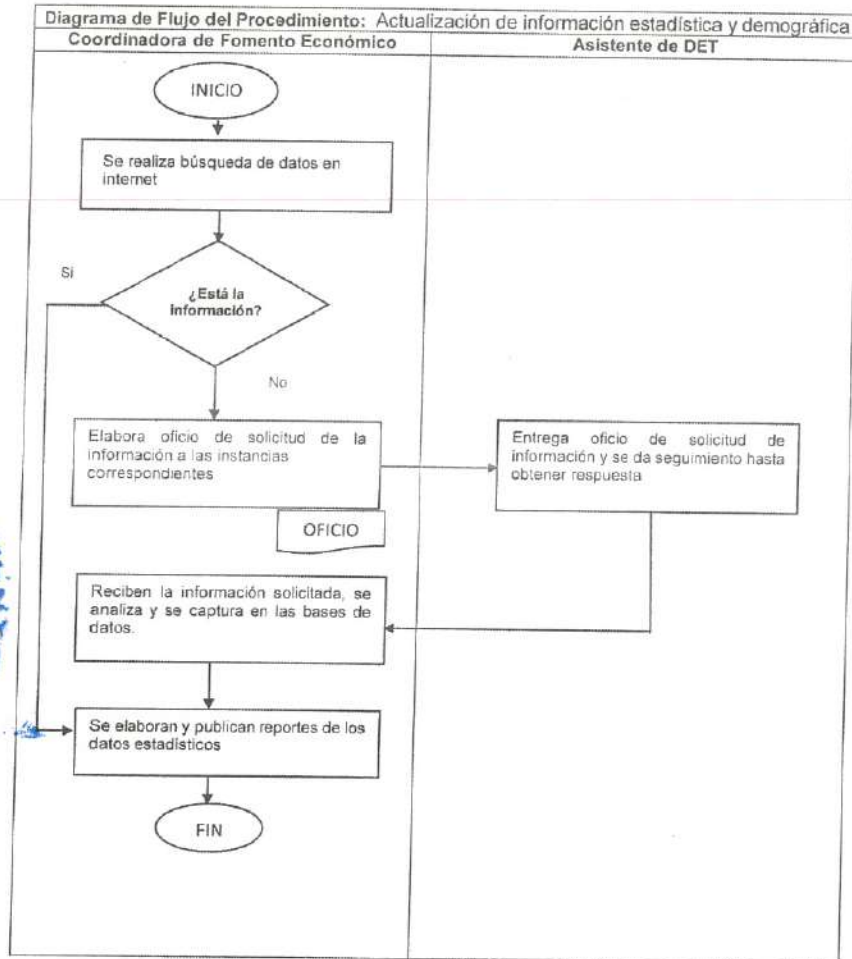 Diagrama de Flujo del Procedimiento: Actualización de información estadística y demográfica
Coordinadora de Fomento Económico
Asistente de DET
INICIO
Se realiza búsqueda de datos en
internet
Si
¿Está la
información?
No
Elabora oficio de solicitud de la
información a las instancias
correspondientes
Entrega oficio de solicitud de
información y se da seguimiento hasta
obtener respuesta
OFICIO
Reciben la información solicitada, se
analiza y se captura en las bases de
datos.
Se elaboran y publican reportes de los
datos estadísticos
FIN